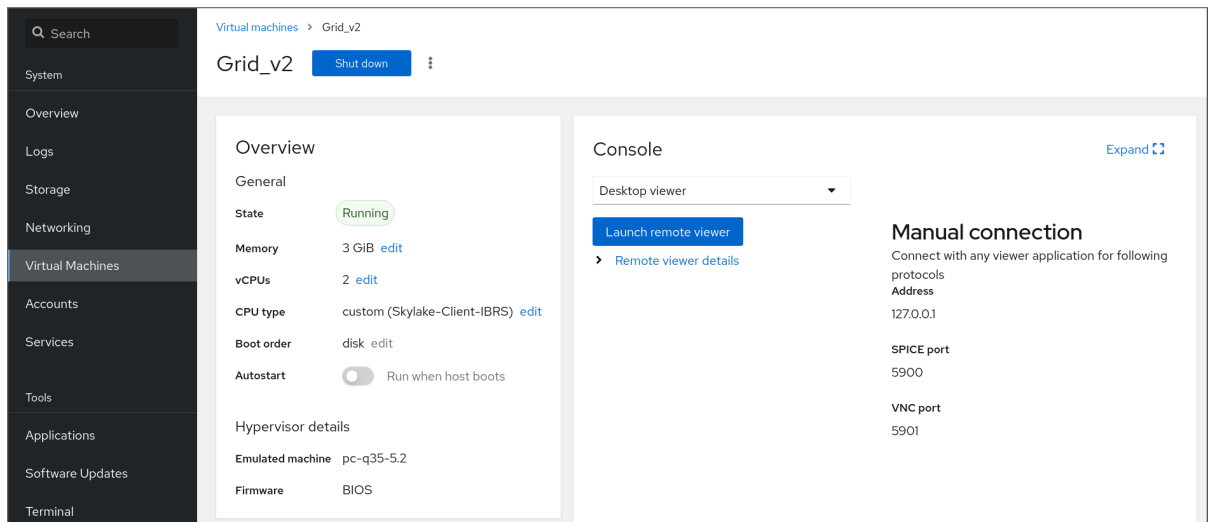 Search
System
Overview
Logs
Storage
Networking
Virtual Machines
Accounts
Services
Tools
Applications
Software Updates
Terminal
Virtual machines > Grid_v2
Grid_v2 Shut down
Overview
General
State Running
Memory 3 GiB edit
vCPUs 2 edit
CPU type custom (Skylake-Client-IBRS) edit
Boot order disk edit
Autostart Run when host boots
Hypervisor details
Emulated machine pc-q35-5.2
Firmware BIOS
Console Expand
Desktop viewer
Launch remote viewer
Remote viewer details
Manual connection
Connect with any viewer application for following
protocols
Address
127.0.0.1
SPICE port
5900
VNC port
5901